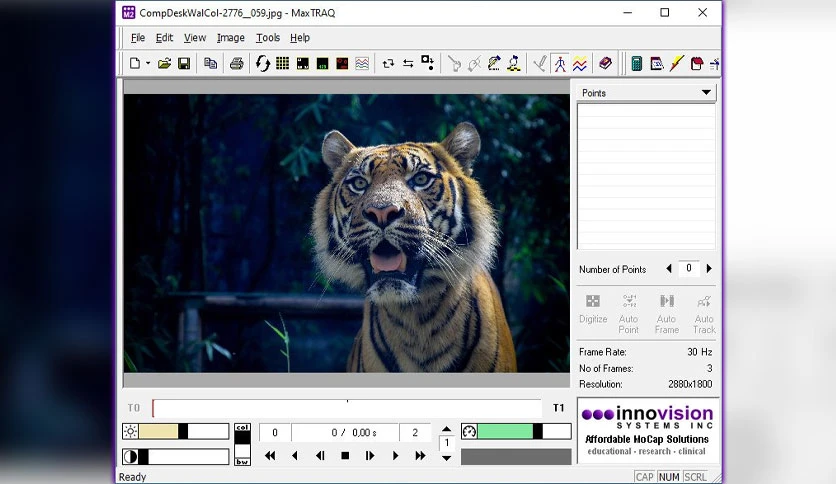 CompDeskWalCol-2776__059.jpg - MaxTRAQ
File Edit View Image Tools Help
Points
Number of Points 0
Digitize Auto Point Auto Frame Auto Track
Frame Rate: 30 Hz
No of Frames: 3
Resolution: 2880x1800
T0 T1
innovision
SYSTEMS INC
Affordable MoCap Solutions
educational - research - clinical
col
bw
0 0 / 0,00 s 2
1
Ready CAP NUM SCRL